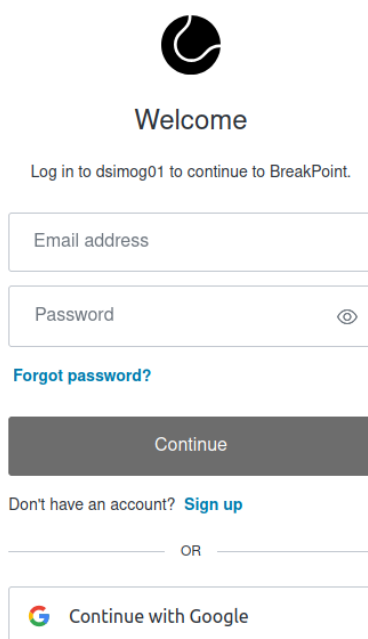 Welcome
Log in to dsimog01 to continue to BreakPoint.
Email address
Password
Forgot password?
Continue
Don't have an account? Sign up
OR
Continue with Google